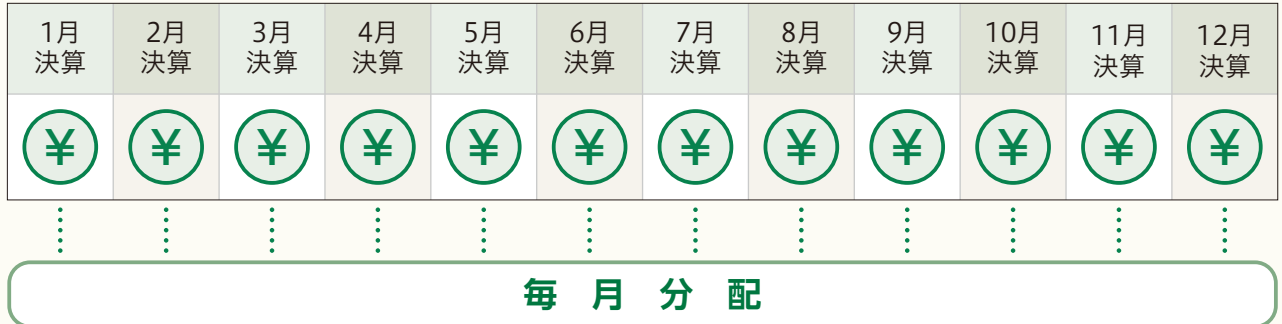 1月 2月 3月 4月 5月 6月 7月 8月 9月 10月 11月 12月
決算 決算 決算 決算 決算 決算 決算 決算 決算 決算 決算 決算
¥ ¥ ¥ ¥ ¥ ¥ ¥ ¥ ¥ ¥ ¥ ¥
毎月分配